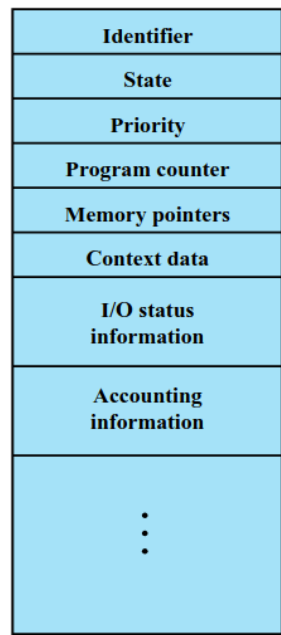 Identifier
State
Priority
Program counter
Memory pointers
Context data
I/O status
information
Accounting
information